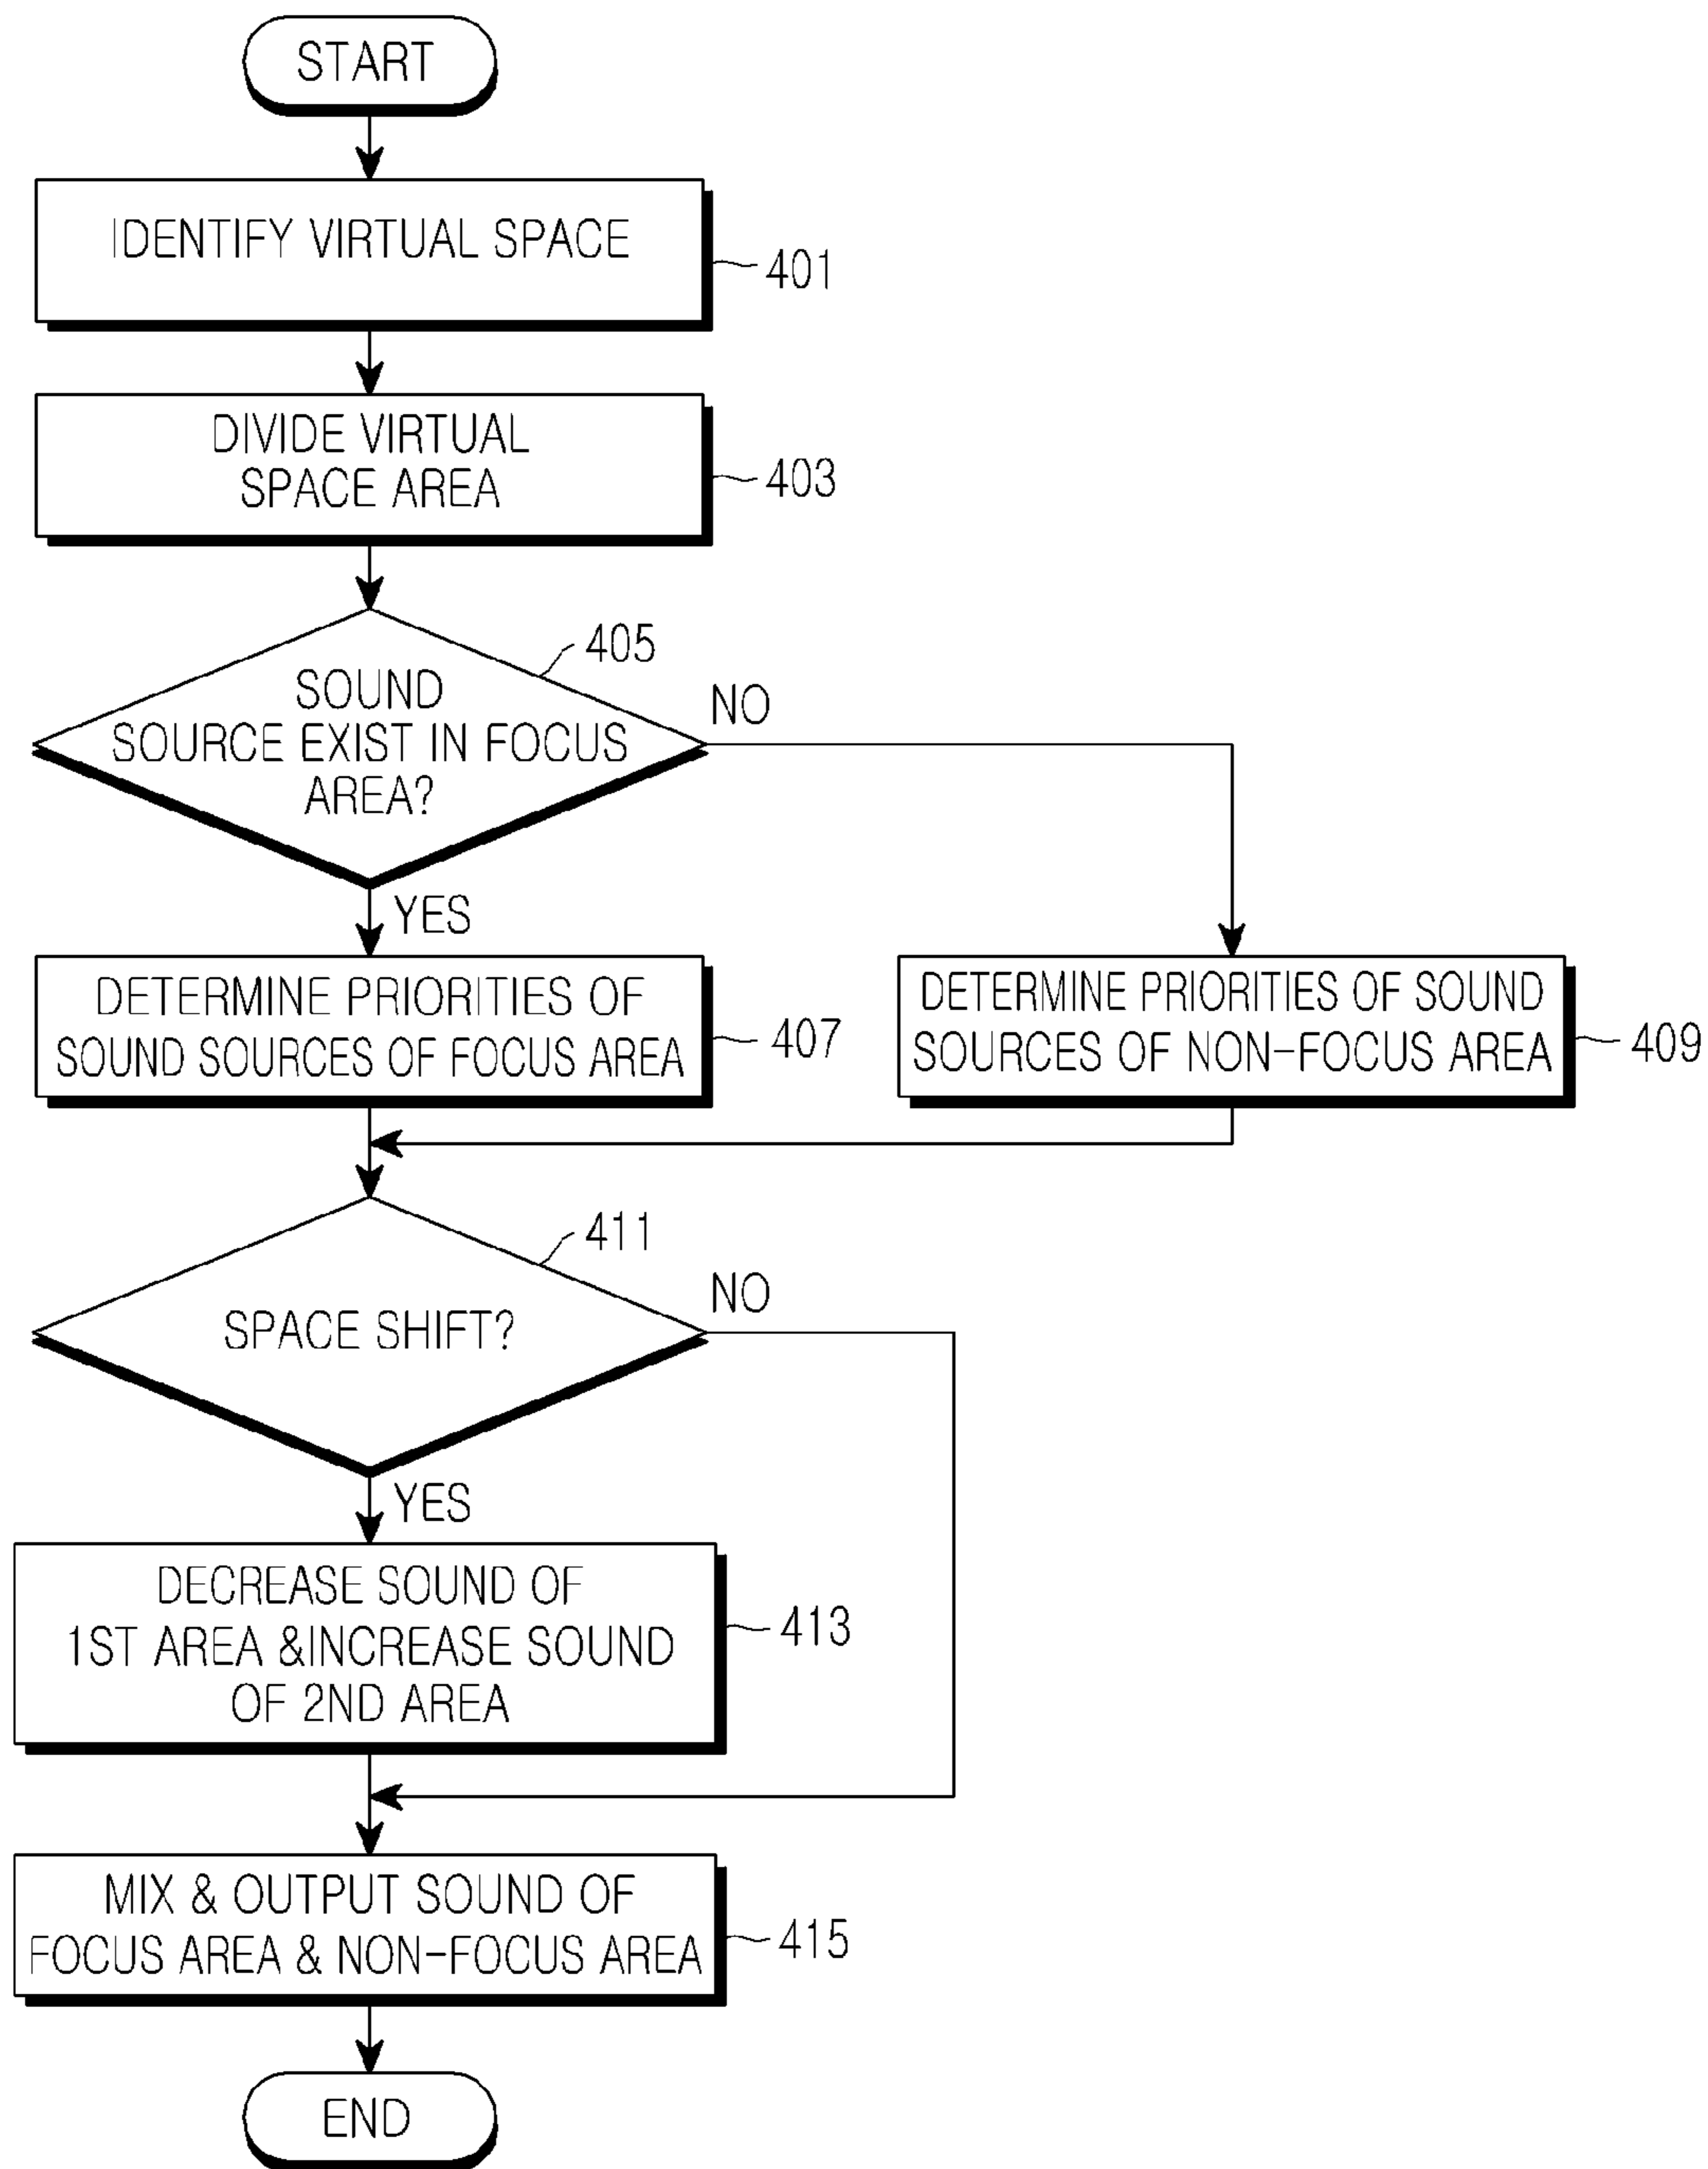 START
IDENTIFY VIRTUAL SPACE
401
DIVIDE VIRTUAL
SPACE AREA
403
405
SOUND
SOURCE EXIST IN FOCUS
AREA?
NO
YES
DETERMINE PRIORITIES OF
SOUND SOURCES OF FOCUS AREA
407
DETERMINE PRIORITIES OF SOUND
SOURCES OF NON-FOCUS AREA
409
411
SPACE SHIFT?
NO
YES
DECREASE SOUND OF
1ST AREA &INCREASE SOUND
OF 2ND AREA
413
MIX & OUTPUT SOUND OF
FOCUS AREA & NON-FOCUS AREA
415
END